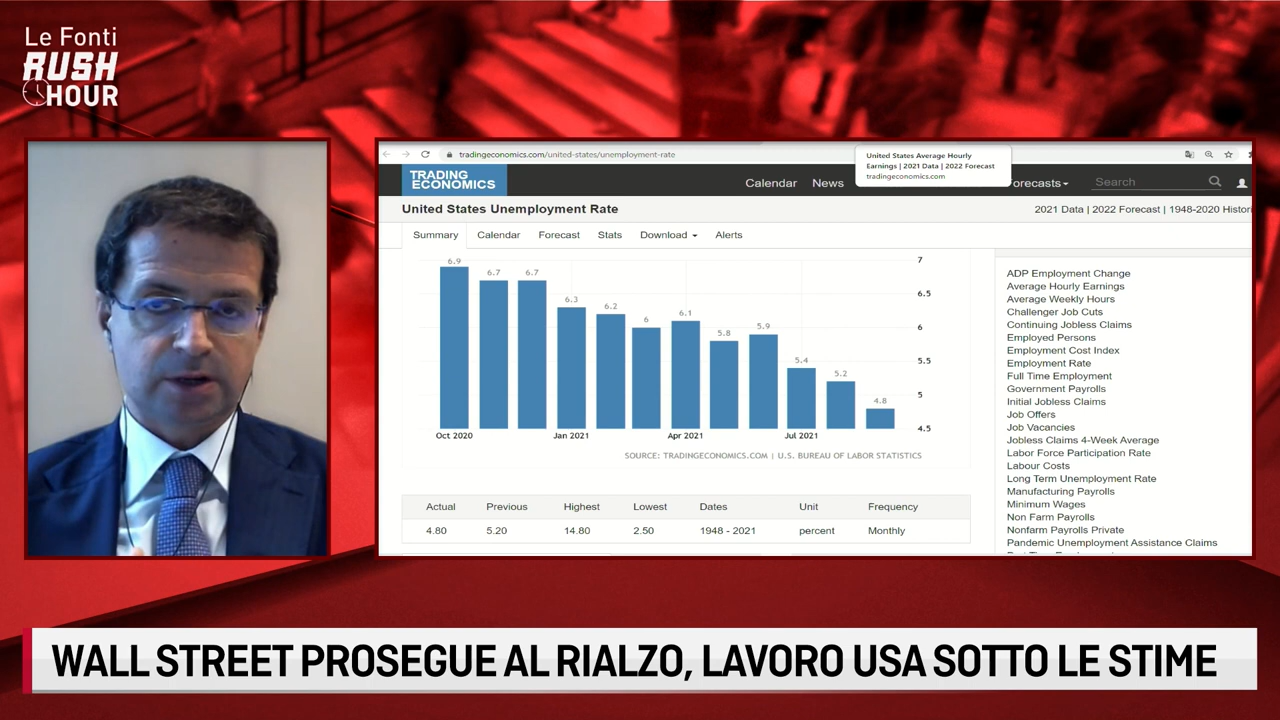 Le Fonti
RUSH
HOUR
tradingeconomics.com/united-states/unemployment-rate
United States Average Hourly
Earnings | 2021 Data | 2022 Forecast
tradingeconomics.com
TRADING
ECONOMICS
Calendar News Forecasts Search
United States Unemployment Rate
2021 Data | 2022 Forecast | 1948-2020 Histori
Summary Calendar Forecast Stats Download Alerts
6.9 6.7 6.7 6.3 6.2 6 6.1 5.8 5.9 5.4 5.2 4.8
7
6.5
6
5.5
5
4.5
Oct 2020 Jan 2021 Apr 2021 Jul 2021
SOURCE: TRADINGECONOMICS.COM | U.S. BUREAU OF LABOR STATISTICS
Actual Previous Highest Lowest Dates Unit Frequency
4.80 5.20 14.80 2.50 1948 - 2021 percent Monthly
ADP Employment Change
Average Hourly Earnings
Average Weekly Hours
Challenger Job Cuts
Continuing Jobless Claims
Employed Persons
Employment Cost Index
Employment Rate
Full Time Employment
Government Payrolls
Initial Jobless Claims
Job Offers
Job Vacancies
Jobless Claims 4-Week Average
Labor Force Participation Rate
Labour Costs
Long Term Unemployment Rate
Manufacturing Payrolls
Minimum Wages
Non Farm Payrolls
Nonfarm Payrolls Private
Pandemic Unemployment Assistance Claims
WALL STREET PROSEGUE AL RIALZO, LAVORO USA SOTTO LE STIME